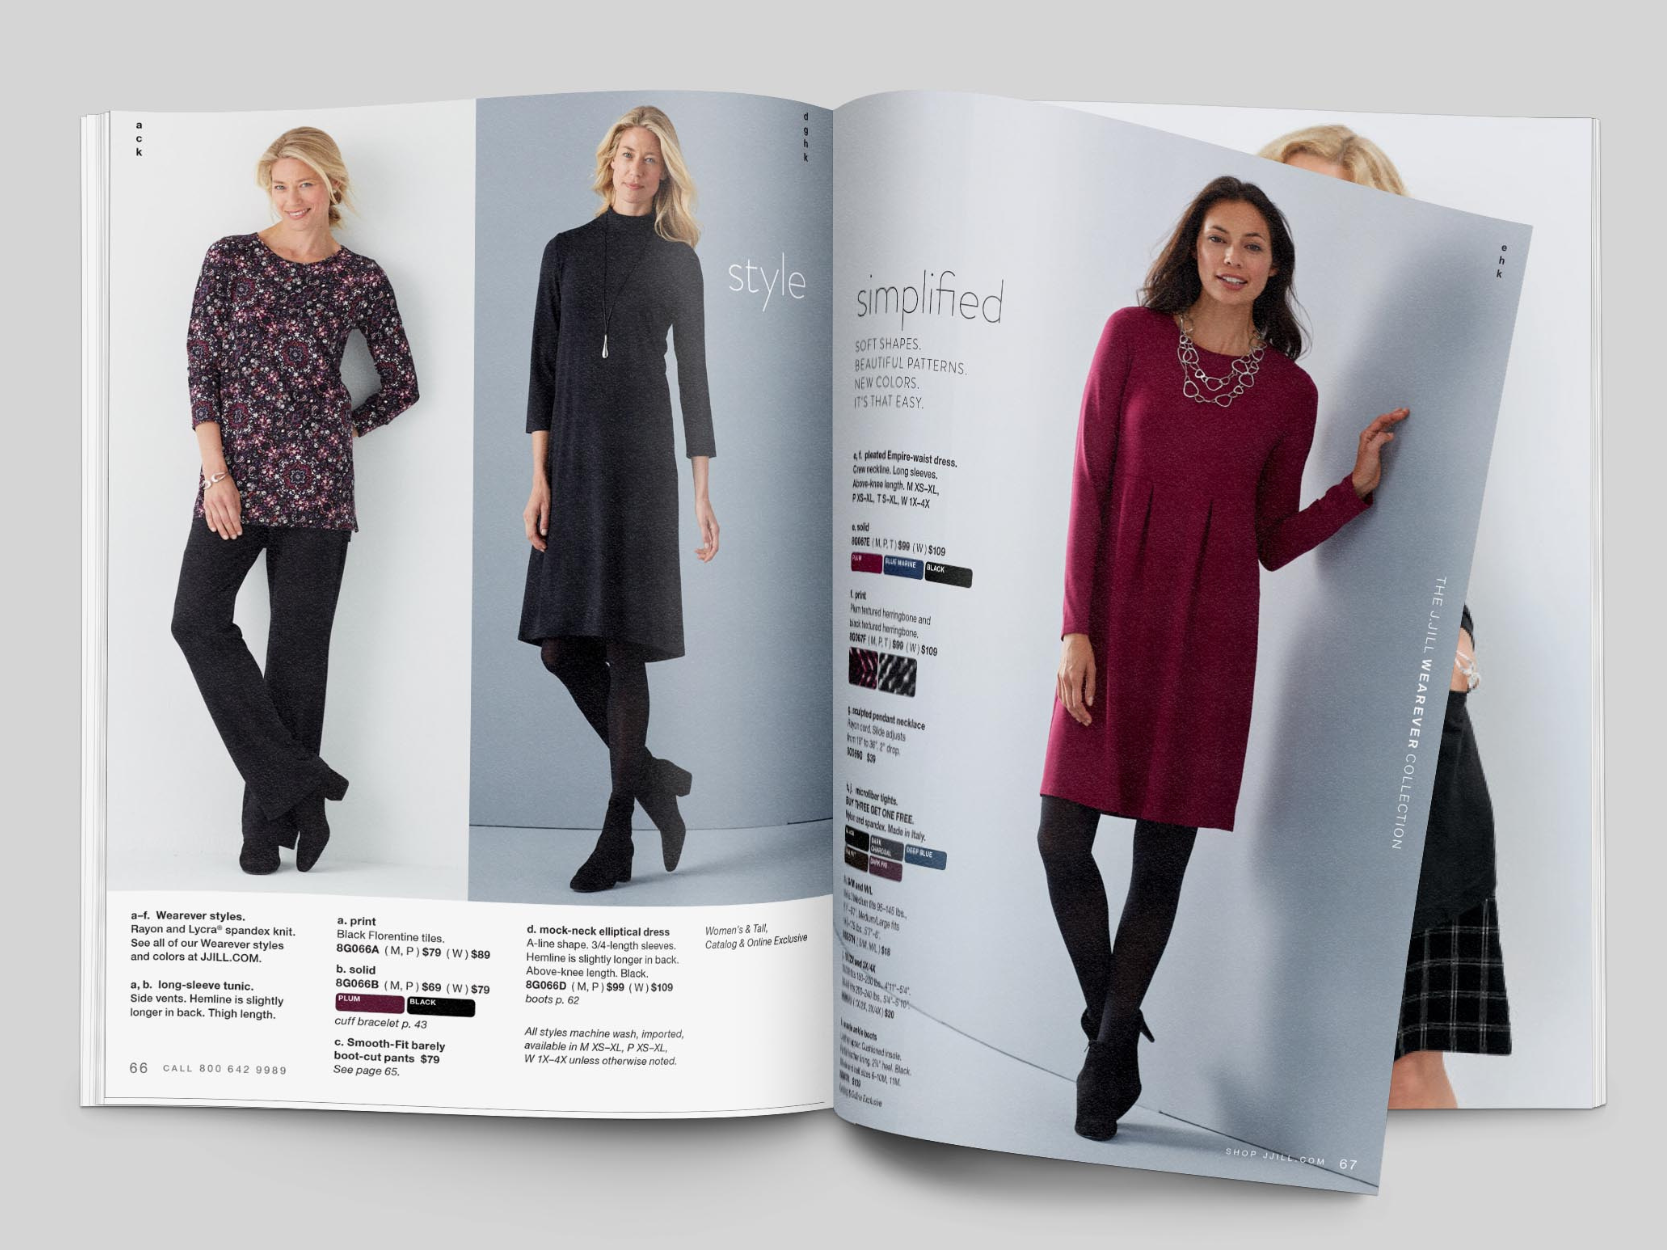 a
c
k
d
g
h
k
style
a–f. Wearever styles.
Rayon and Lycra® spandex knit.
See all of our Wearever styles
and colors at JJILL.COM.
a, b. long-sleeve tunic.
Side vents. Hemline is slightly
longer in back. Thigh length.
66 CALL 800 642 9989
a. print
Black Florentine tiles.
8G066A (M, P) $79 (W) $89
b. solid
8G066B (M, P) $69 (W) $79
PLUM BLACK
cuff bracelet p. 43
c. Smooth-Fit barely
boot-cut pants $79
See page 65.
d. mock-neck elliptical dress
A-line shape. 3/4-length sleeves.
Hemline is slightly longer in back.
Above-knee length. Black.
8G066D (M, P) $99 (W) $109
boots p. 62
All styles machine wash, imported,
available in M XS–XL, P XS–XL,
W 1X–4X unless otherwise noted.
Women's & Tall,
Catalog & Online Exclusive
simplified
SOFT SHAPES.
BEAUTIFUL PATTERNS.
NEW COLORS.
IT'S THAT EASY.
e, f. pleated Empire-waist dress.
Crew neckline. Long sleeves.
Above-knee length. M XS–XL,
P XS–XL, T S–XL, W 1X–4X
e. solid
8G067E (M, P, T) $99 (W) $109
PLUM BLUE MARINE BLACK
f. print
Plum textured herringbone and
black textured herringbone.
8G067F (M, P, T) $99 (W) $109
g. sculpted pendant necklace
Rayon cord. Slide adjusts
$39
h, j. microfiber tights.
BUY THREE GET ONE FREE.
Nylon and spandex. Made in Italy.
BLACK DARK CHARCOAL DEEP BLUE
h. S/M and M/L
e
h
k
THE J.JILL WEAREVER COLLECTION
SHOP JJILL.COM 67